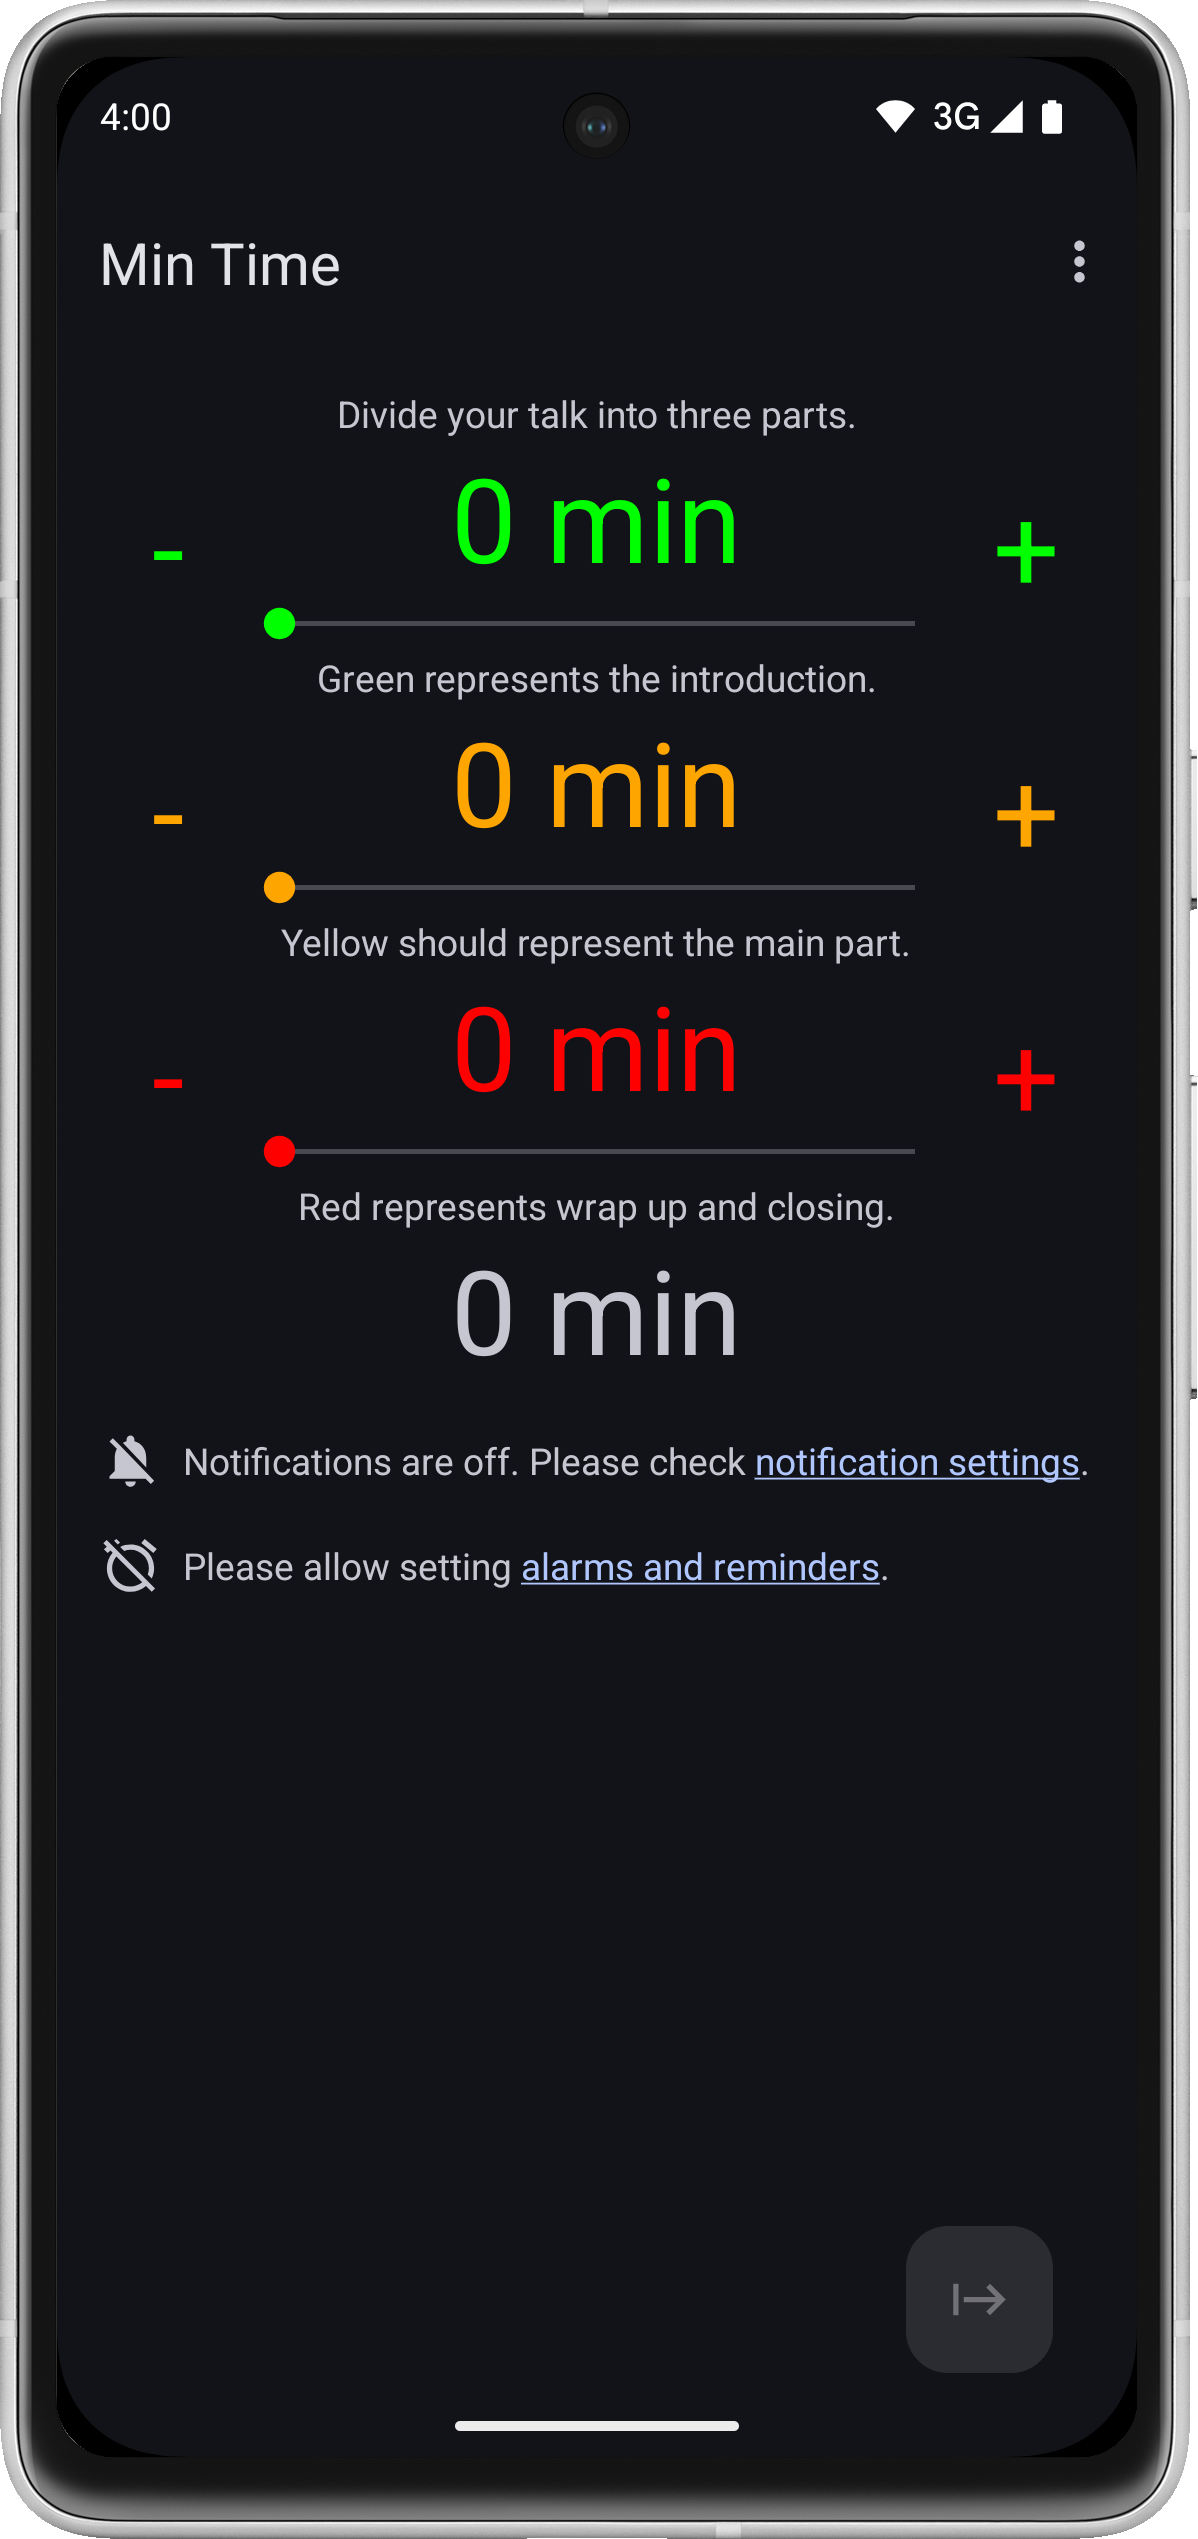 4:00 3G
Min Time
Divide your talk into three parts.
- 0 min +
Green represents the introduction.
- 0 min +
Yellow should represent the main part.
- 0 min +
Red represents wrap up and closing.
0 min
Notifications are off. Please check notification settings.
Please allow setting alarms and reminders.